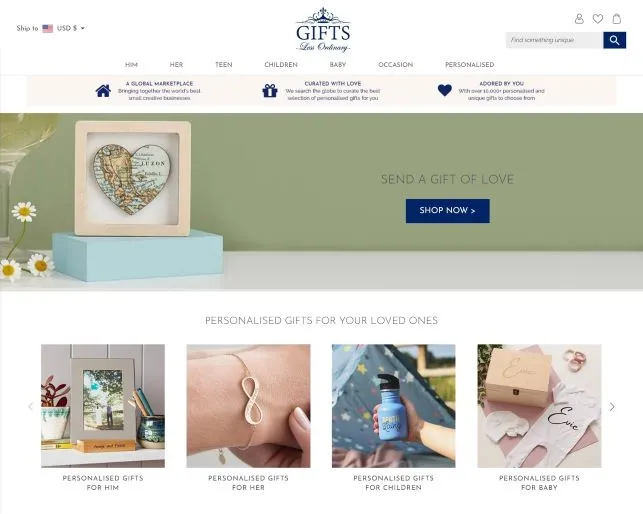 Ship to USD $
GIFTS
Less Ordinary
Find something unique
HIM HER TEEN CHILDREN BABY OCCASION PERSONALISED
A GLOBAL MARKETPLACE
Bringing together the world's best
small creative businesses
CURATED WITH LOVE
We search the globe to curate the best
selection of personalised gifts for you
ADORED BY YOU
With over 10,000+ personalised and
unique gifts to choose from
LUZON
SEND A GIFT OF LOVE
SHOP NOW >
PERSONALISED GIFTS FOR YOUR LOVED ONES
Evie
Evie
PERSONALISED GIFTS
FOR HIM
PERSONALISED GIFTS
FOR HER
PERSONALISED GIFTS
FOR CHILDREN
PERSONALISED GIFTS
FOR BABY